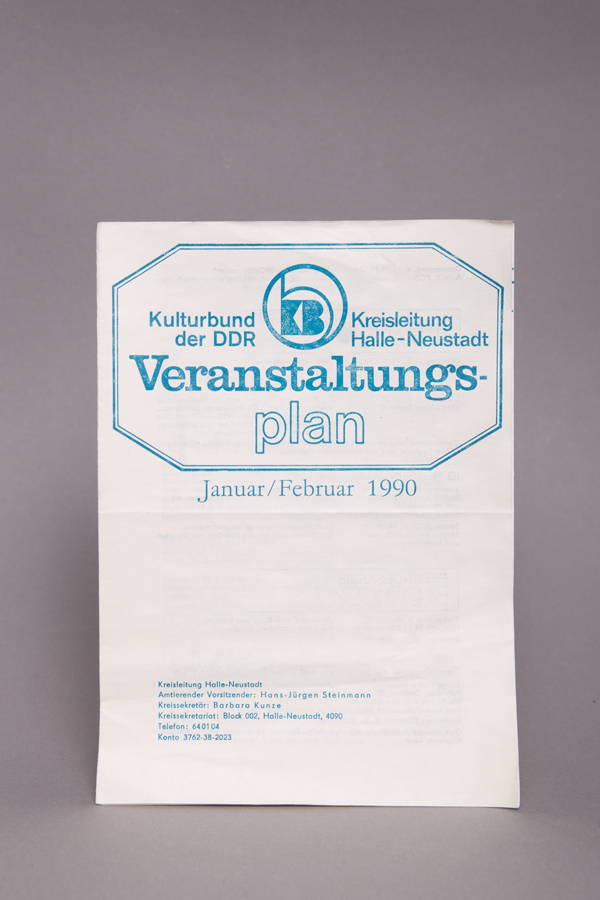 KB
Kulturbund
der DDR
Kreisleitung
Halle-Neustadt
Veranstaltungs-
plan
Januar/Februar 1990
Kreisleitung Halle-Neustadt
Amtierender Vorsitzender: Hans-Jürgen Steinmann
Kreissekretär: Barbara Kunze
Kreissekretariat: Block 002, Halle-Neustadt, 4090
Telefon: 640104
Konto 3762-38-2023